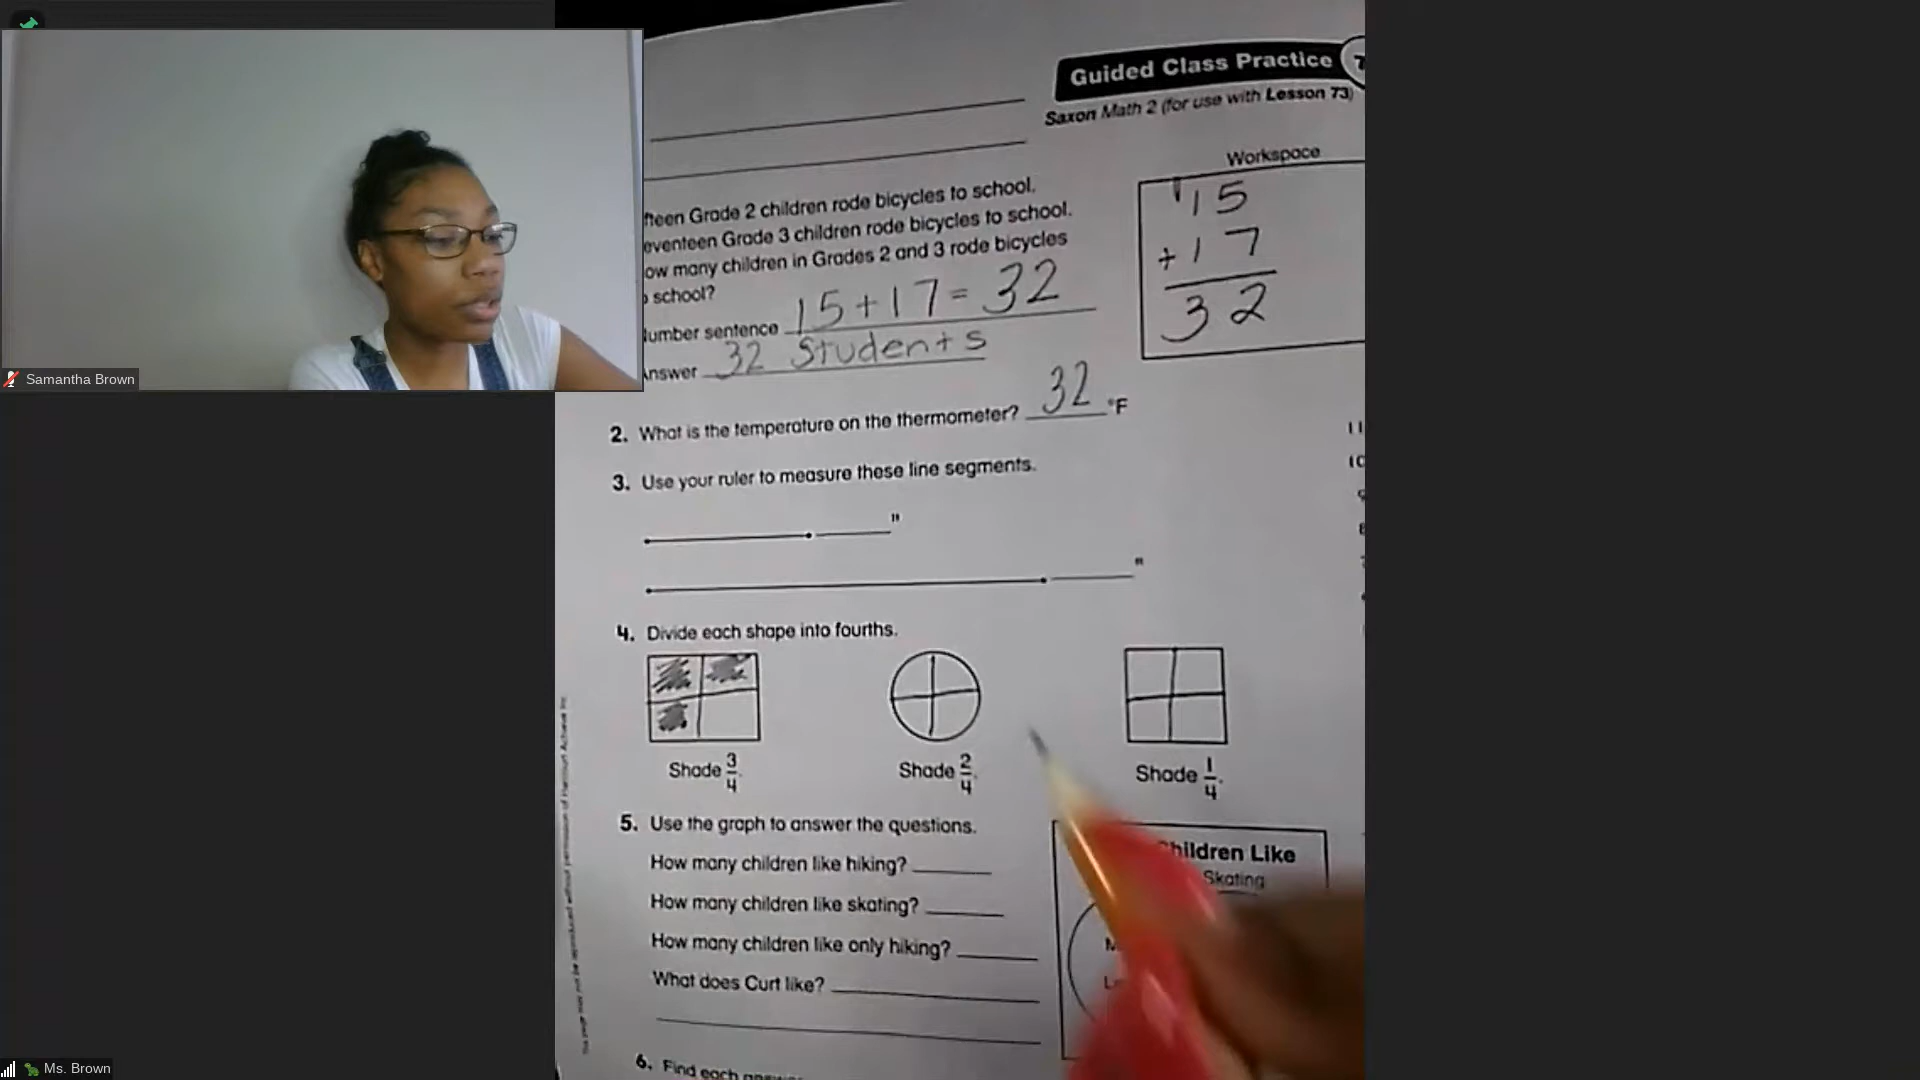 Guided Class Practice
Saxon Math 2 (for use with Lesson 73)
Workspace
15
+ 17
32
Grade 2 children rode bicycles to school.
Grade 3 children rode bicycles to school.
many children in Grades 2 and 3 rode bicycles
school?
sentence 15 + 17 = 32
32 Students
2. What is the temperature on the thermometer? 32 °F
3. Use your ruler to measure these line segments.
"
"
4. Divide each shape into fourths.
Shade 3/4. Shade 2/4. Shade 1/4.
5. Use the graph to answer the questions.
How many children like hiking?
How many children like skating?
How many children like only hiking?
What does Curt like?
Children Like
Skating
6. Find each
Samantha Brown
Ms. Brown